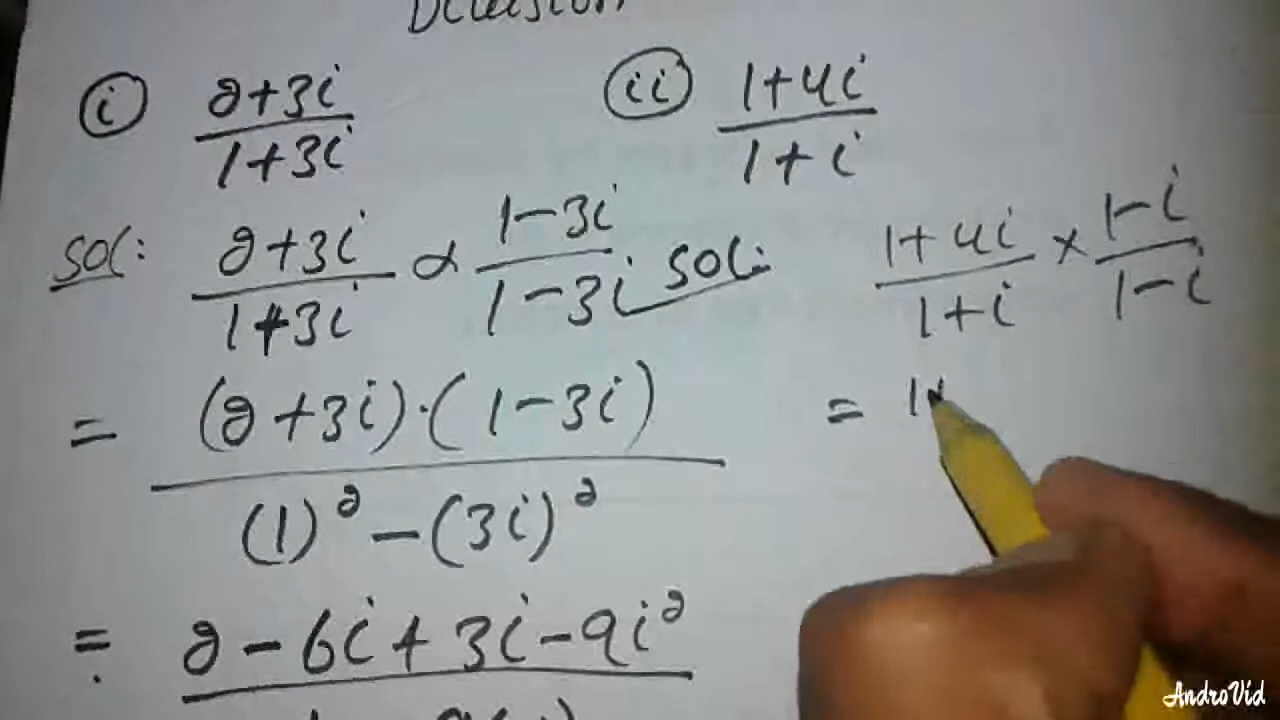 Division
(i) 2+3i / 1+3i
(ii) 1+4i / 1+i
Sol: 2+3i / 1+3i × 1-3i / 1-3i
Sol: 1+4i / 1+i × 1-i / 1-i
= (2+3i)·(1-3i) / (1)² - (3i)²
= 1+
= 2-6i+3i-9i²
AndroVid